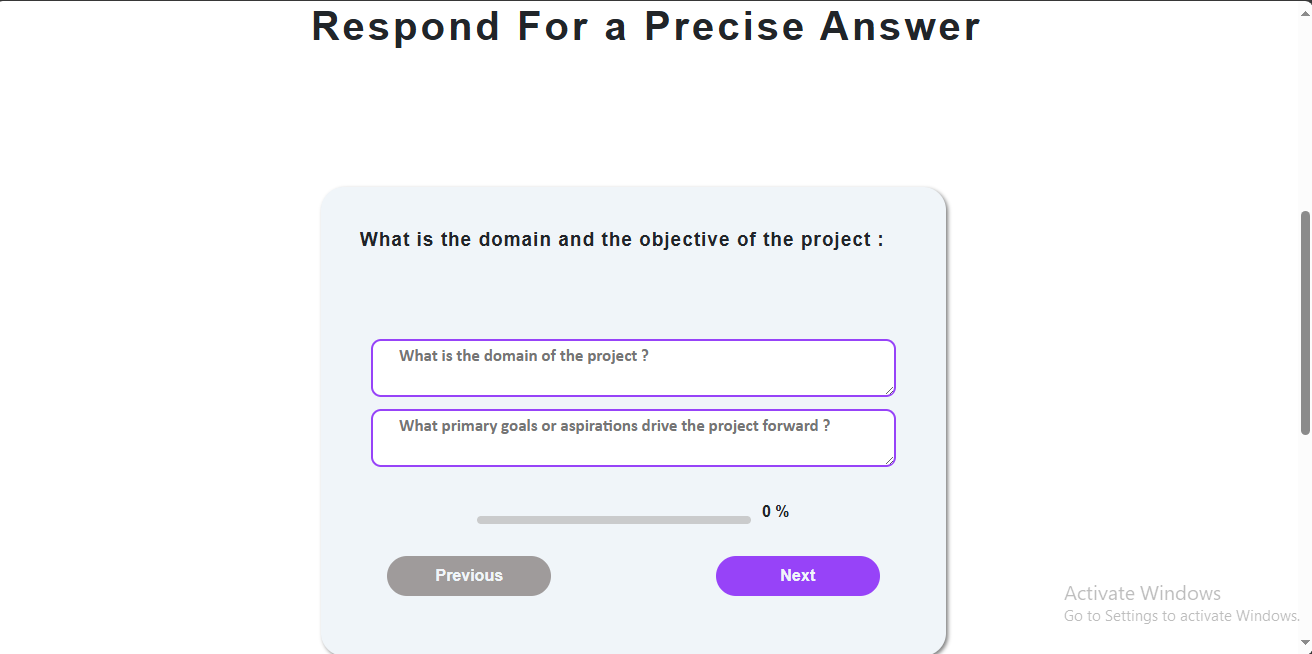 Respond For a Precise Answer
What is the domain and the objective of the project :
What is the domain of the project ?
What primary goals or aspirations drive the project forward ?
0 %
Previous
Next
Activate Windows
Go to Settings to activate Windows.